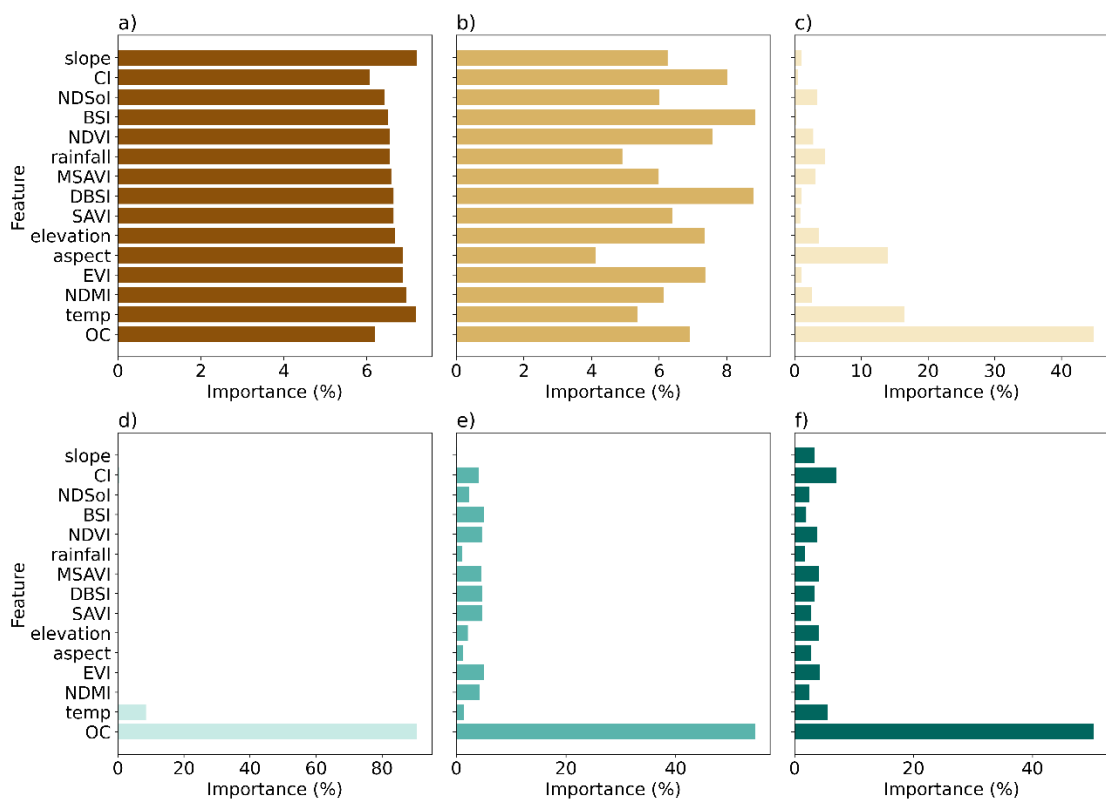 a)
b)
c)
slope
CI
NDSoI
BSI
NDVI
rainfall
MSAVI
DBSI
SAVI
elevation
aspect
EVI
NDMI
temp
OC
Feature
0 2 4 6
0 2 4 6 8
0 10 20 30 40
Importance (%)
Importance (%)
Importance (%)
d)
e)
f)
slope
CI
NDSoI
BSI
NDVI
rainfall
MSAVI
DBSI
SAVI
elevation
aspect
EVI
NDMI
temp
OC
Feature
0 20 40 60 80
0 20 40
0 20 40
Importance (%)
Importance (%)
Importance (%)